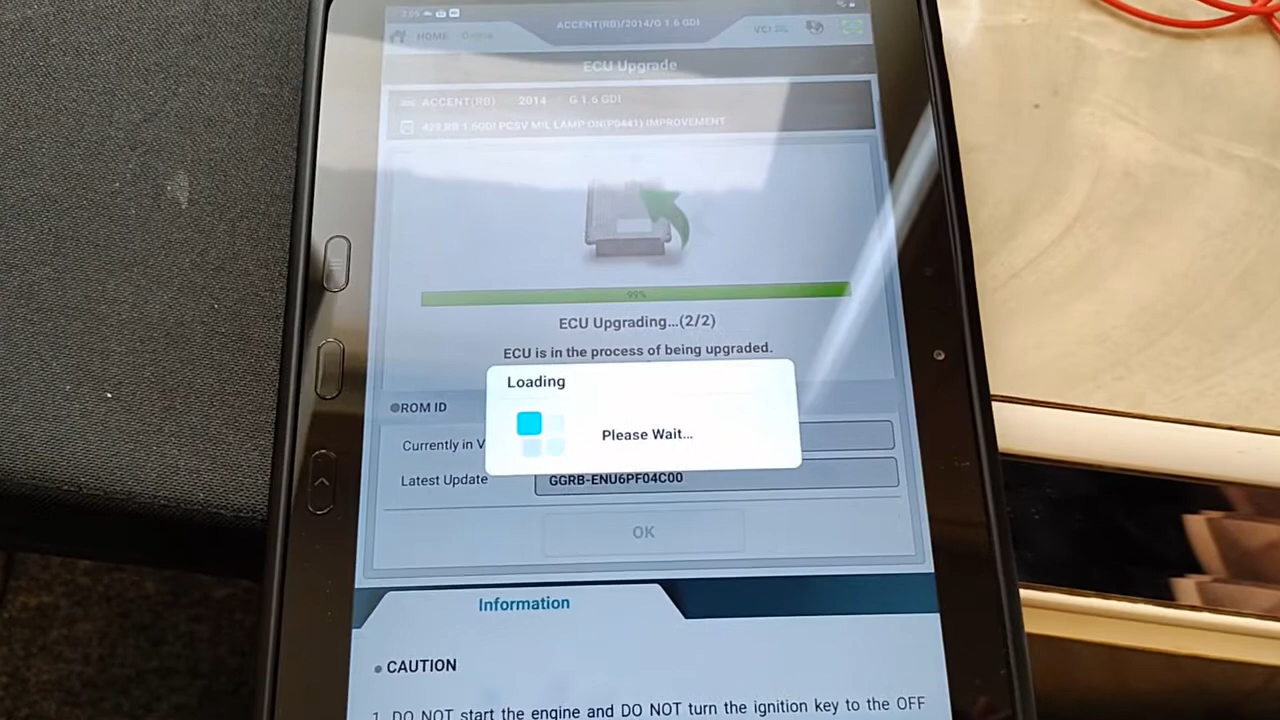 2:05
ACCENT(RB)/2014/G 1.6 GDI
HOME
VCI
ECU Upgrade
ACCENT(RB) 2014 G 1.6 GDI
429.RB 1.6GDI PCSV MIL LAMP ON(P0441) IMPROVEMENT
99%
ECU Upgrading...(2/2)
ECU is in the process of being upgraded.
Loading
Please Wait...
ROM ID
Currently in V
Latest Update GGRB-ENU6PF04C00
OK
Information
CAUTION
1. DO NOT start the engine and DO NOT turn the ignition key to the OFF